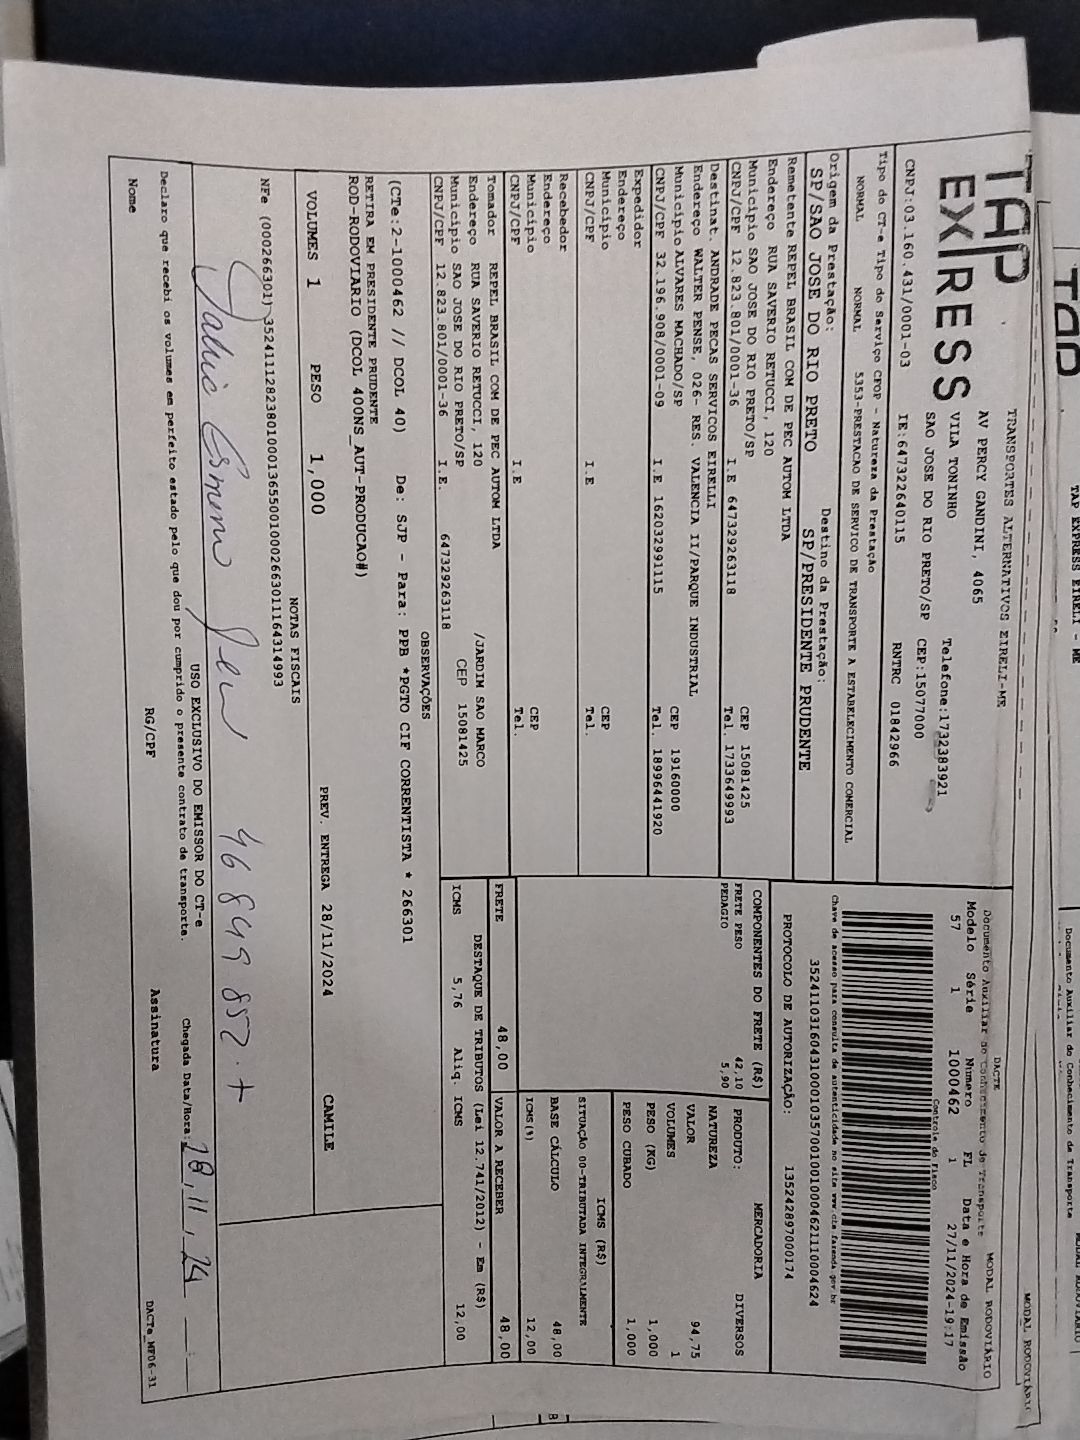 TAP
EXPRESS
TRANSPORTES ALTERNATIVOS EIRELI-ME
AV PERCY GANDINI, 4065
VILA TONINHO
SAO JOSE DO RIO PRETO/SP
Telefone:1732383921
CEP:15077000
CNPJ:03.160.431/0001-03 IE:647322640115 RNTRC 01842966
Tipo do CT-e Tipo do Serviço CFOP - Natureza da Prestação
NORMAL NORMAL 5353-PRESTACAO DE SERVICO DE TRANSPORTE A ESTABELECIMENTO COMERCIAL
Origem da Prestação: Destino da Prestação:
SP/SAO JOSE DO RIO PRETO SP/PRESIDENTE PRUDENTE
Remetente REPEL BRASIL COM DE PEC AUTOM LTDA
Endereço RUA SAVERIO RETUCCI, 120
Município SAO JOSE DO RIO PRETO/SP CEP 15081425
CNPJ/CPF 12.823.801/0001-36 I.E 647329263118 Tel. 1733649993
Destinat. ANDRADE PECAS SERVICOS EIRELLI
Endereço WALTER PENSE, 026- RES. VALENCIA II/PARQUE INDUSTRIAL
Município ALVARES MACHADO/SP CEP 19160000
CNPJ/CPF 32.196.908/0001-09 I.E 162032991115 Tel. 18996441920
Expedidor
Endereço
Município CEP
CNPJ/CPF I.E Tel.
Recebedor
Endereço
Município CEP
CNPJ/CPF I.E Tel.
Tomador REPEL BRASIL COM DE PEC AUTOM LTDA
Endereço RUA SAVERIO RETUCCI, 120 /JARDIM SAO MARCO
Município SAO JOSE DO RIO PRETO/SP CEP 15081425
CNPJ/CPF 12.823.801/0001-36 I.E. 647329263118
DACTE MODAL RODOVIÁRIO
Documento Auxiliar do Conhecimento de Transporte
Modelo Série Numero FL Data e Hora de Emissão
57 1 1000462 1 27/11/2024-19:17
Controle do Fisco
35241103160431000103570010010004621110004624
Chave de acesso para consulta de autenticidade no site www.cte.fazenda.gov.br
PROTOCOLO DE AUTORIZAÇÃO: 135242897000174
COMPONENTES DO FRETE (R$)
FRETE PESO 42,10
PEDAGIO 5,90
PRODUTO: MERCADORIA
NATUREZA DIVERSOS
VALOR 94,75
VOLUMES 1
PESO (KG) 1,000
PESO CUBADO 1,000
ICMS (R$)
SITUAÇÃO 00-TRIBUTADA INTEGRALMENTE
BASE CÁLCULO 48,00
ICMS(%) 12,00
FRETE 48,00 VALOR A RECEBER 48,00
DESTAQUE DE TRIBUTOS (Lei 12.741/2012) - Em (R$)
ICMS 5,76 Aliq. ICMS 12,00
OBSERVAÇÕES
(CTe:2-1000462 // DCOL 40) De: SJP - Para: PPB *PGTO CIF CORRENTISTA * 266301
RETIRA EM PRESIDENTE PRUDENTE
ROD-RODOVIARIO (DCOL 400NS_AUT-PRODUCAO#)
VOLUMES 1 PESO 1,000 PREV. ENTREGA 28/11/2024 CAMILE
NOTAS FISCAIS
NFe (000266301) 35241112823801000136550010002663011164314993
46 849 852
USO EXCLUSIVO DO EMISSOR DO CT-e
Chegada Data/Hora: 28, 11, 24
Declaro que recebi os volumes em perfeito estado pelo que dou por cumprido o presente contrato de transporte.
Nome RG/CPF Assinatura DACTe_MF06-31